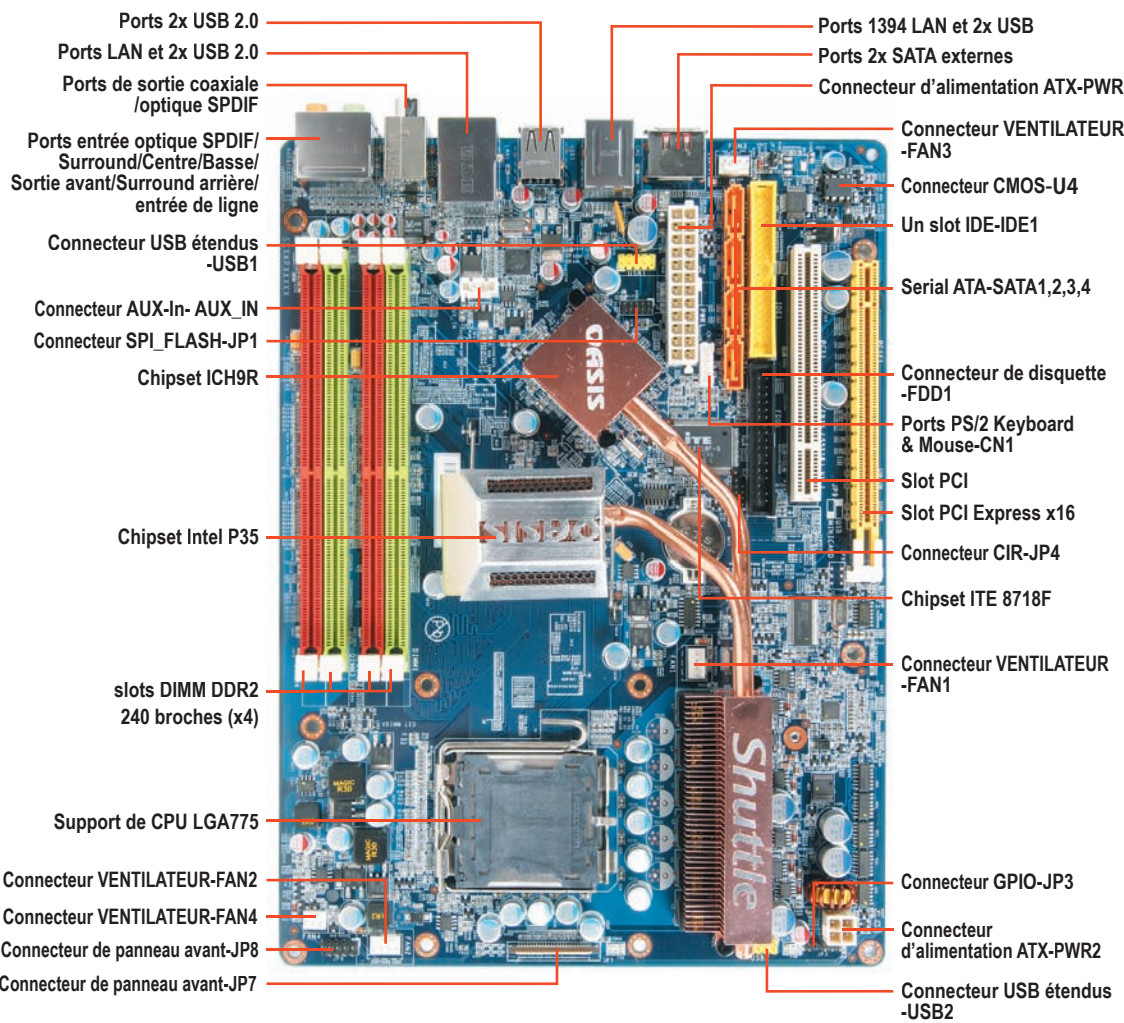 Ports 2x USB 2.0
Ports LAN et 2x USB 2.0
Ports de sortie coaxiale
/optique SPDIF
Ports entrée optique SPDIF/
Surround/Centre/Basse/
Sortie avant/Surround arrière/
entrée de ligne
Connecteur USB étendus
-USB1
Connecteur AUX-In- AUX_IN
Connecteur SPI_FLASH-JP1
Chipset ICH9R
Chipset Intel P35
slots DIMM DDR2
240 broches (x4)
Support de CPU LGA775
Connecteur VENTILATEUR-FAN2
Connecteur VENTILATEUR-FAN4
Connecteur de panneau avant-JP8
Connecteur de panneau avant-JP7
Ports 1394 LAN et 2x USB
Ports 2x SATA externes
Connecteur d'alimentation ATX-PWR
Connecteur VENTILATEUR
-FAN3
Connecteur CMOS-U4
Un slot IDE-IDE1
Serial ATA-SATA1,2,3,4
Connecteur de disquette
-FDD1
Ports PS/2 Keyboard
& Mouse-CN1
Slot PCI
Slot PCI Express x16
Connecteur CIR-JP4
Chipset ITE 8718F
Connecteur VENTILATEUR
-FAN1
Connecteur GPIO-JP3
Connecteur
d'alimentation ATX-PWR2
Connecteur USB étendus
-USB2
OASIS
iTE
Shuttle
MAGIC
R30
MAGIC
R30
FAN1
FAN4